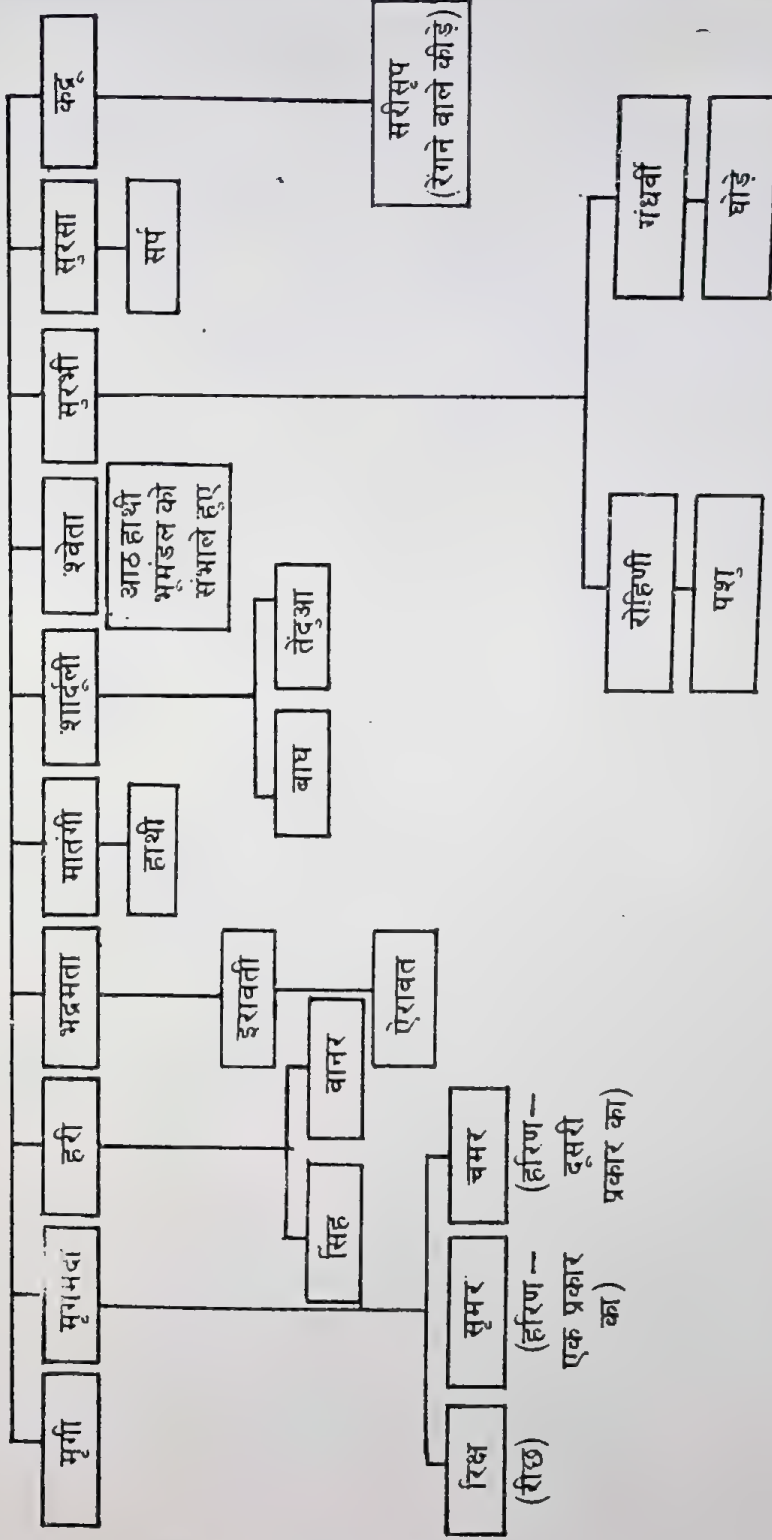 मृगी
मृगमदा
हरी
भद्रमता
मातंगी
शार्दूली
श्वेता
सुरभी
सुरसा
कद्रू
हाथी
आठ हाथी
भूमंडल को
संभाले हुए
सर्प
इरावती
बाघ
तेंदुआ
सिंह
वानर
ऐरावत
सरीसृप
(रेंगने वाले कीड़े)
रिक्ष
(रीछ)
सृमर
(हरिण–
एक प्रकार
का)
चमर
(हरिण–
दूसरी
प्रकार का)
रोहिणी
गंधर्वी
पशु
घोड़े